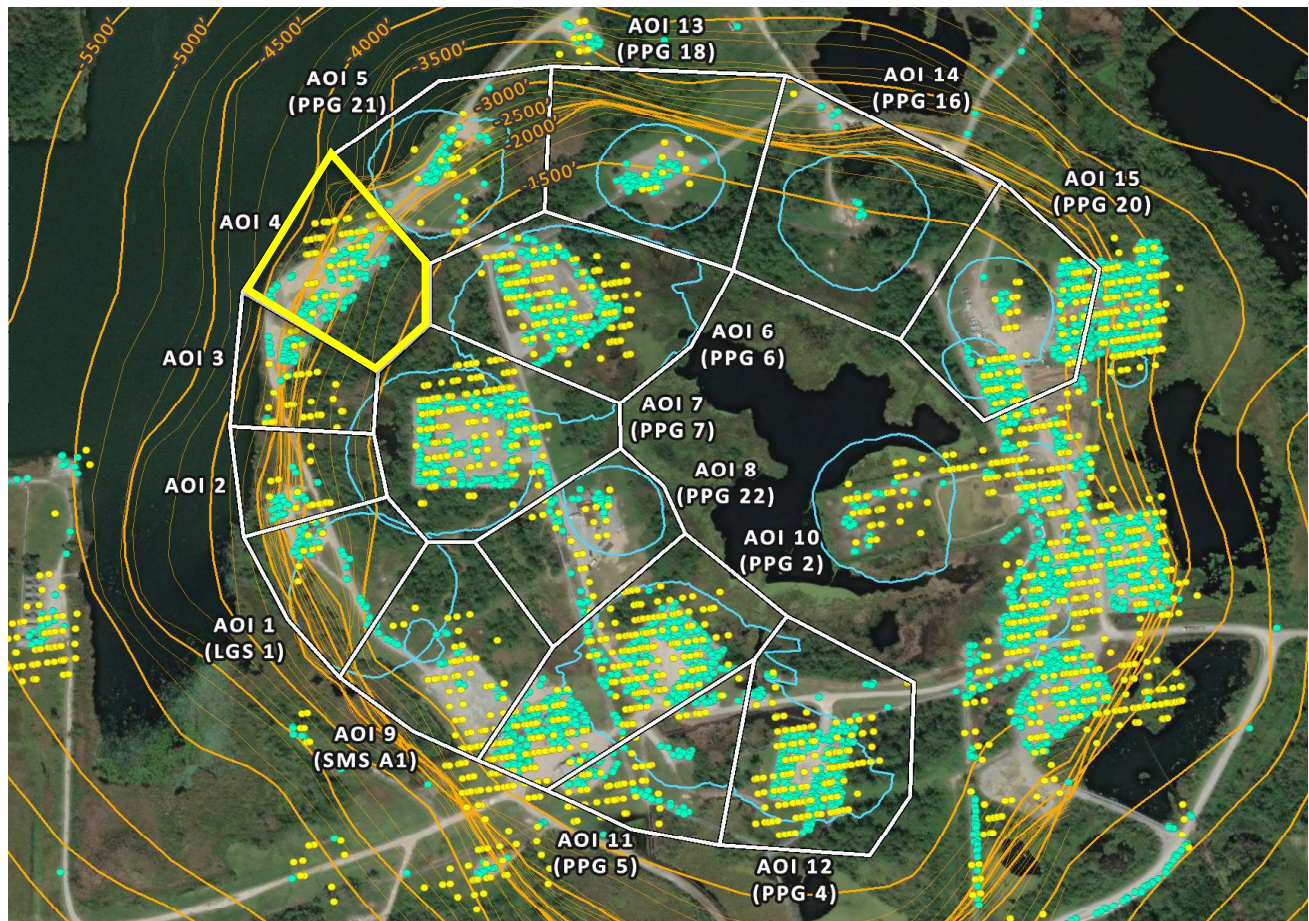 -5500'
-5000'
-4500'
-4000'
-3500'
-3000'
-2500'
-2000'
-1500'
AOI 13
(PPG 18)
AOI 14
(PPG 16)
AOI 5
(PPG 21)
AOI 15
(PPG 20)
AOI 4
AOI 3
AOI 6
(PPG 6)
AOI 7
(PPG 7)
AOI 2
AOI 8
(PPG 22)
AOI 10
(PPG 2)
AOI 1
(LGS 1)
AOI 9
(SMS A1)
AOI 11
(PPG 5)
AOI 12
(PPG 4)